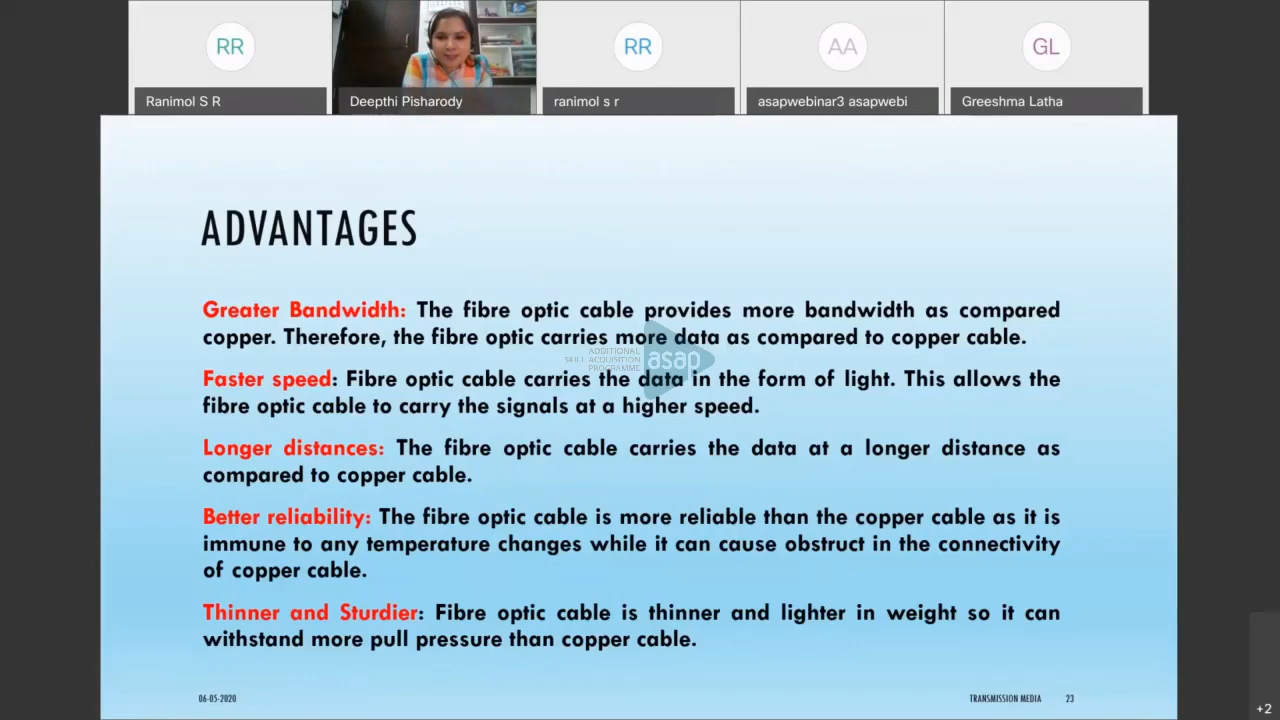 RR
RR
AA
GL
Ranimol S R
Deepthi Pisharody
ranimol s r
asapwebinar3 asapwebi
Greeshma Latha
ADVANTAGES
Greater Bandwidth: The fibre optic cable provides more bandwidth as compared
copper. Therefore, the fibre optic carries more data as compared to copper cable.
ADDITIONAL
SKILL ACQUISITION
PROGRAMME
asap
Faster speed: Fibre optic cable carries the data in the form of light. This allows the
fibre optic cable to carry the signals at a higher speed.
Longer distances: The fibre optic cable carries the data at a longer distance as
compared to copper cable.
Better reliability: The fibre optic cable is more reliable than the copper cable as it is
immune to any temperature changes while it can cause obstruct in the connectivity
of copper cable.
Thinner and Sturdier: Fibre optic cable is thinner and lighter in weight so it can
withstand more pull pressure than copper cable.
06-05-2020
TRANSMISSION MEDIA
23
+2